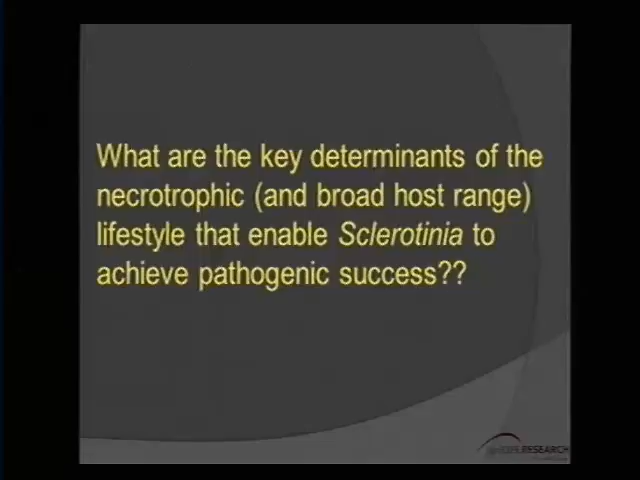 What are the key determinants of the
necrotrophic (and broad host range)
lifestyle that enable Sclerotinia to
achieve pathogenic success??
RESEARCH